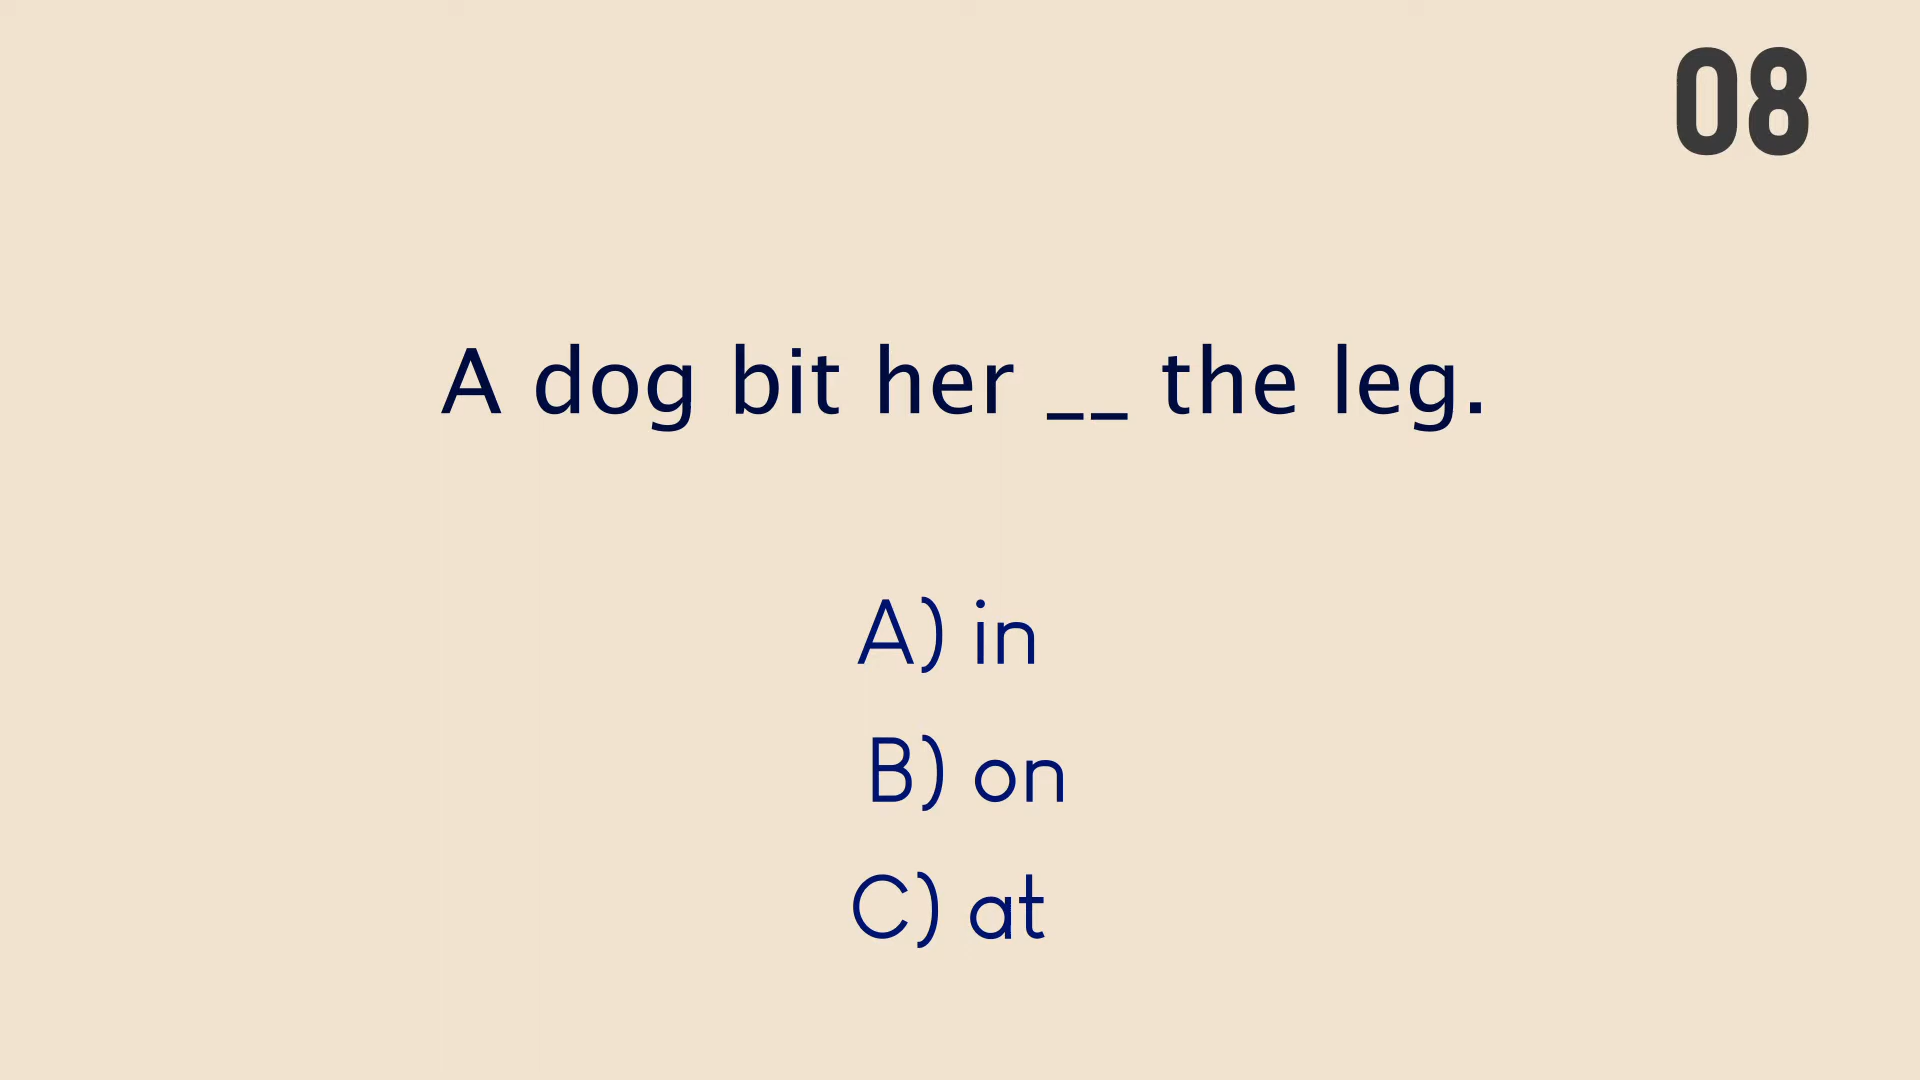 08
A dog bit her __ the leg.
A) in
B) on
C) at